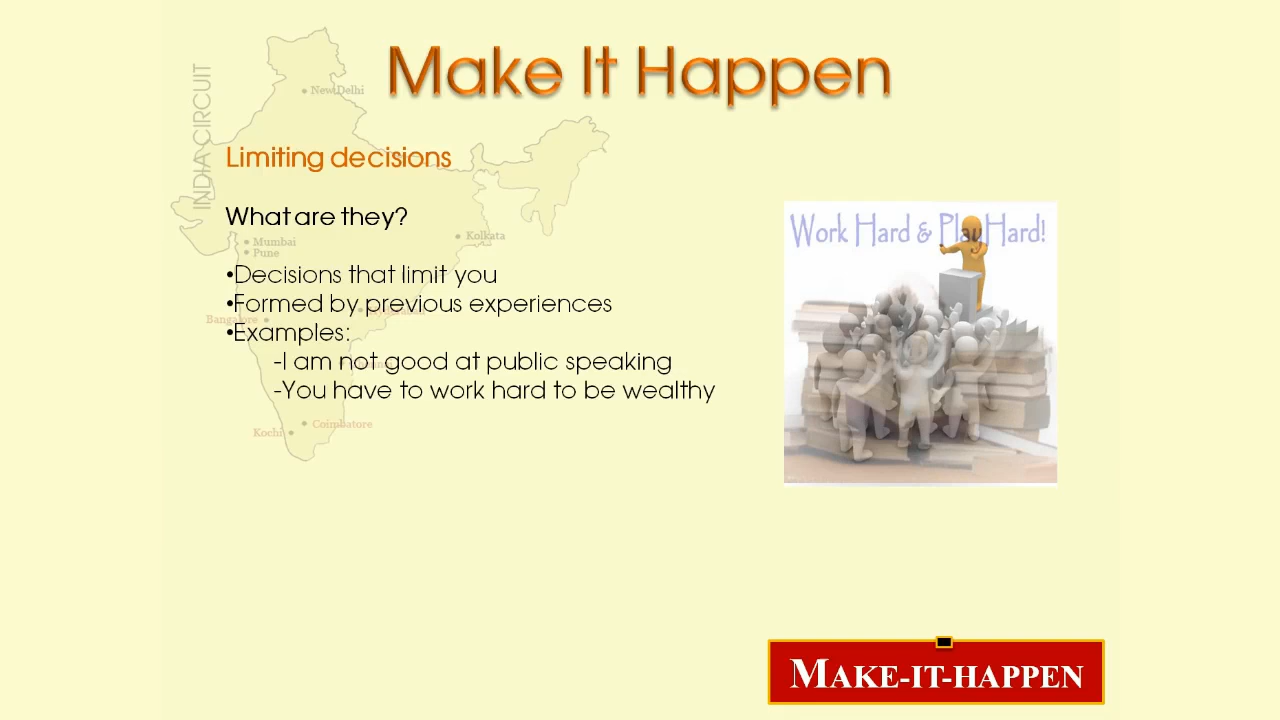 Make It Happen
INDIA CIRCUIT
New Delhi
Limiting decisions
What are they?
Mumbai
Pune
Kolkata
•Decisions that limit you
•Formed by previous experiences
Bangalore
•Examples:
-I am not good at public speaking
-You have to work hard to be wealthy
Coimbatore
Kochi
Work Hard & Play Hard!
MAKE-IT-HAPPEN